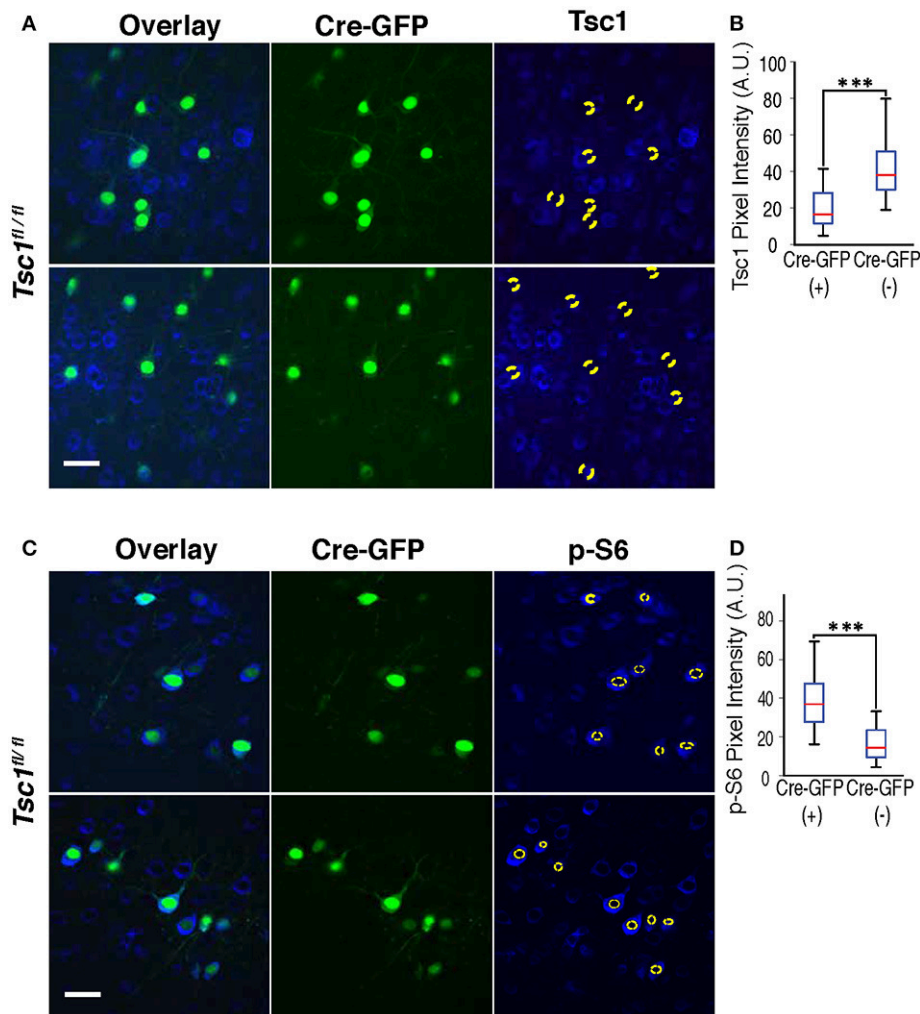 A Overlay Cre-GFP Tsc1 B
Tsc1fl/fl
Tsc1 Pixel Intensity (A.U.)
100
80
60
40
20
0
***
Cre-GFP Cre-GFP
(+) (-)
C Overlay Cre-GFP p-S6 D
Tsc1fl/fl
p-S6 Pixel Intensity (A.U.)
80
60
40
20
0
***
Cre-GFP Cre-GFP
(+) (-)